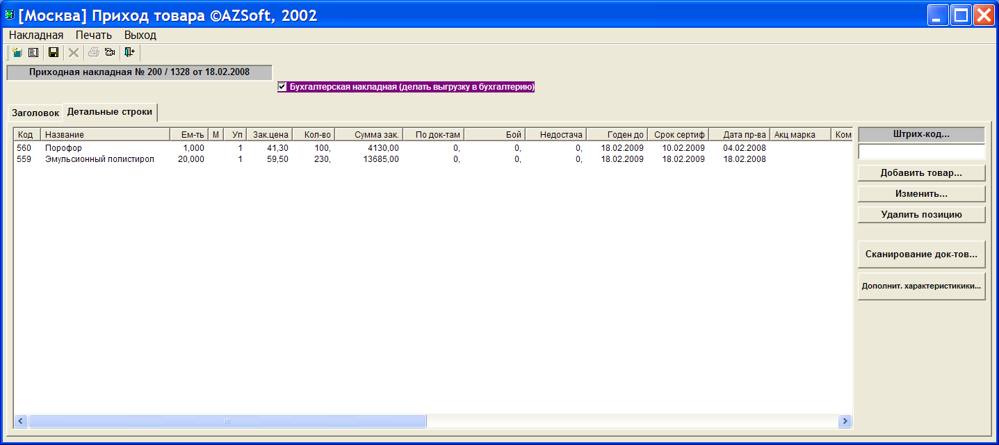 [Москва] Приход товара ©AZSoft, 2002
Накладная Печать Выход
Приходная накладная № 200 / 1328 от 18.02.2008
Бухгалтерская накладная (делать выгрузку в бухгалтерию)
Заголовок Детальные строки
Код Название Ем-ть М Уп Зак.цена Кол-во Сумма зак. По док-там Бой Недостача Годен до Срок сертиф Дата пр-ва Акц марка Ком
560 Порофор 1,000 1 41,30 100, 4130,00 0, 0, 0, 18.02.2009 10.02.2009 04.02.2008
559 Эмульсионный полистирол 20,000 1 59,50 230, 13685,00 0, 0, 0, 18.02.2009 18.02.2009 18.02.2008
Штрих-код...
Добавить товар...
Изменить...
Удалить позицию
Сканирование док-тов...
Дополнит. характеристикики...